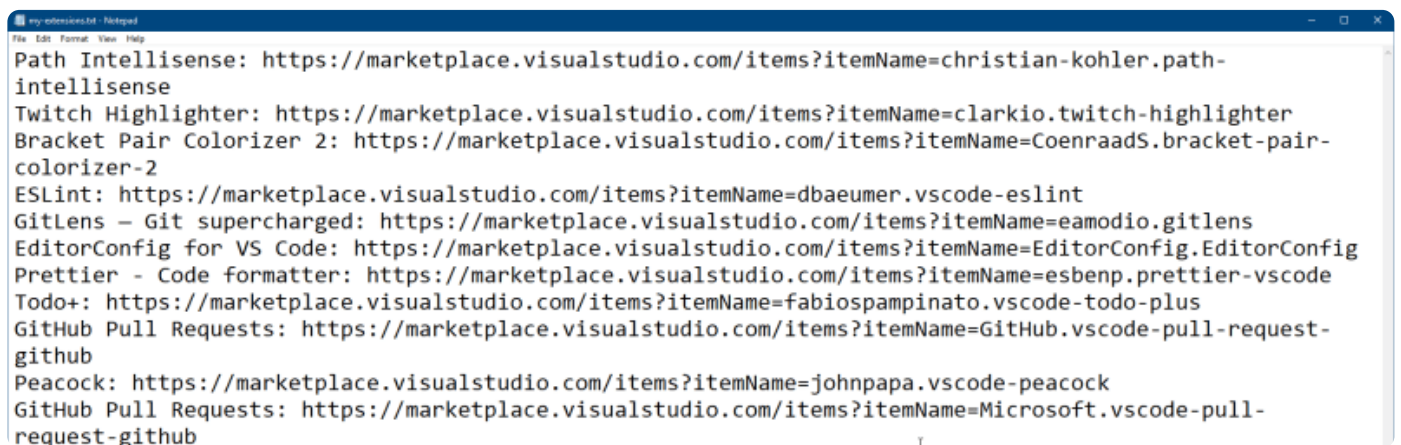 my-extensions.txt - Notepad
File Edit Format View Help
Path Intellisense: https://marketplace.visualstudio.com/items?itemName=christian-kohler.path-
intellisense
Twitch Highlighter: https://marketplace.visualstudio.com/items?itemName=clarkio.twitch-highlighter
Bracket Pair Colorizer 2: https://marketplace.visualstudio.com/items?itemName=CoenraadS.bracket-pair-
colorizer-2
ESLint: https://marketplace.visualstudio.com/items?itemName=dbaeumer.vscode-eslint
GitLens — Git supercharged: https://marketplace.visualstudio.com/items?itemName=eamodio.gitlens
EditorConfig for VS Code: https://marketplace.visualstudio.com/items?itemName=EditorConfig.EditorConfig
Prettier - Code formatter: https://marketplace.visualstudio.com/items?itemName=esbenp.prettier-vscode
Todo+: https://marketplace.visualstudio.com/items?itemName=fabiospampinato.vscode-todo-plus
GitHub Pull Requests: https://marketplace.visualstudio.com/items?itemName=GitHub.vscode-pull-request-
github
Peacock: https://marketplace.visualstudio.com/items?itemName=johnpapa.vscode-peacock
GitHub Pull Requests: https://marketplace.visualstudio.com/items?itemName=Microsoft.vscode-pull-
request-github